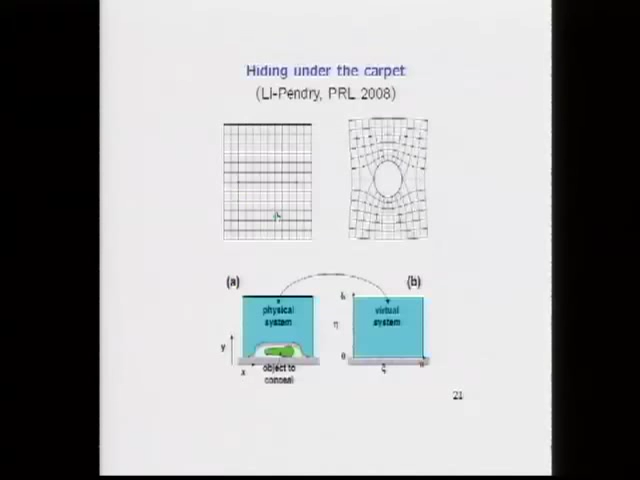 Hiding under the carpet
(Li-Pendry, PRL 2008)
(a)
(b)
physical
system
virtual
system
h
η
y
0
x
object to
conceal
ξ
21